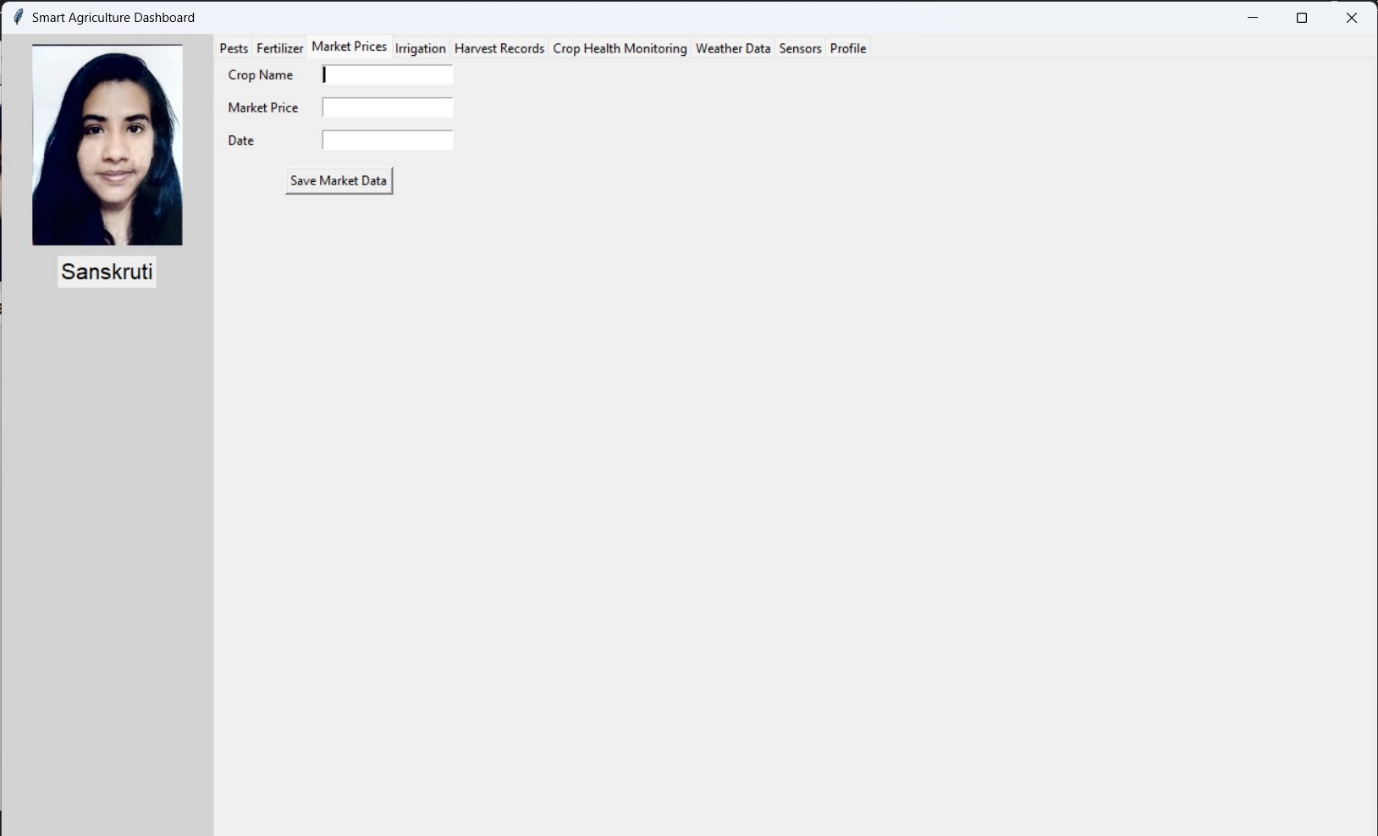 Smart Agriculture Dashboard
Pests Fertilizer Market Prices Irrigation Harvest Records Crop Health Monitoring Weather Data Sensors Profile
Crop Name
Market Price
Date
Save Market Data
Sanskruti